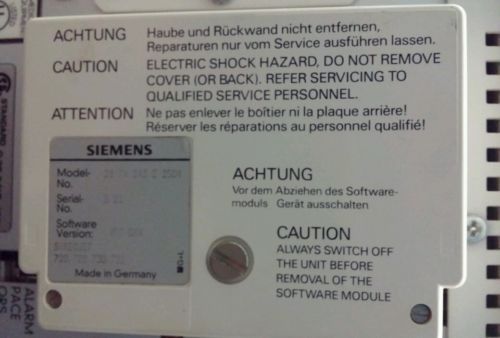 ACHTUNG Haube und Rückwand nicht entfernen,
Reparaturen nur vom Service ausführen lassen.
CAUTION ELECTRIC SHOCK HAZARD, DO NOT REMOVE
COVER (OR BACK). REFER SERVICING TO
QUALIFIED SERVICE PERSONNEL.
ATTENTION Ne pas enlever le boîtier ni la plaque arrière!
Réserver les réparations au personnel qualifié!
SIEMENS
Model-
No.
Serial-
No.
Software
Version:
Made in Germany
G+L
ACHTUNG
Vor dem Abziehen des Software-
moduls Gerät ausschalten
CAUTION
ALWAYS SWITCH OFF
THE UNIT BEFORE
REMOVAL OF THE
SOFTWARE MODULE
STANDARD
ALARM
PACE